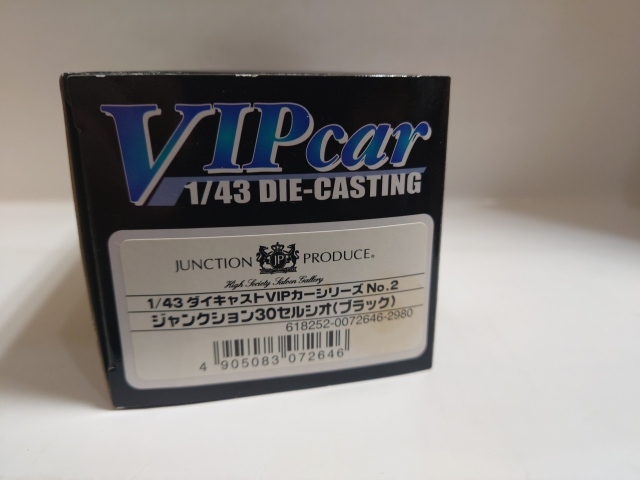 VIPcar
1/43 DIE-CASTING
JUNCTION JP PRODUCE®
High Society Saloon Gallery
1/43 ダイキャストVIPカーシリーズ No.2
ジャンクション30セルシオ(ブラック)
618252-0072646-2980
4 905083 072646